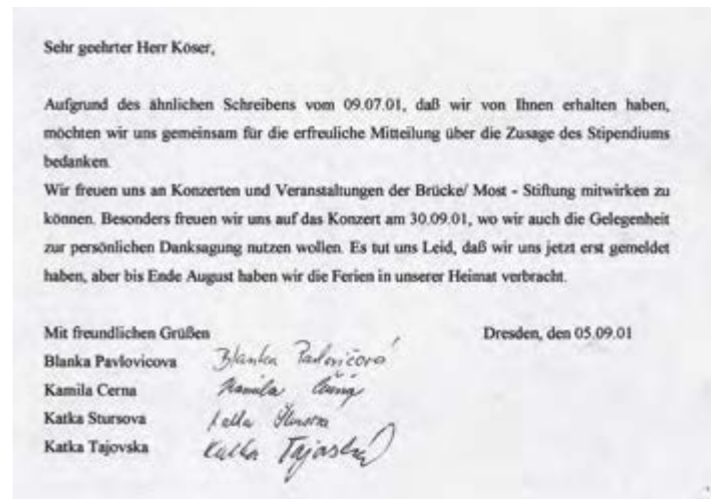 Sehr geehrter Herr Köser,
Aufgrund des ähnlichen Schreibens vom 09.07.01, daß wir von Ihnen erhalten haben,
möchten wir uns gemeinsam für die erfreuliche Mitteilung über die Zusage des Stipendiums
bedanken.
Wir freuen uns an Konzerten und Veranstaltungen der Brücke/ Most - Stiftung mitwirken zu
können. Besonders freuen wir uns auf das Konzert am 30.09.01, wo wir auch die Gelegenheit
zur persönlichen Danksagung nutzen wollen. Es tut uns Leid, daß wir uns jetzt erst gemeldet
haben, aber bis Ende August haben wir die Ferien in unserer Heimat verbracht.
Mit freundlichen Grüßen Dresden, den 05.09.01
Blanka Pavlovicova Blanka Pavlovičová
Kamila Cerna Kamila Černá
Katka Stursova Katka Štursova
Katka Tajovska Katka Tajovská